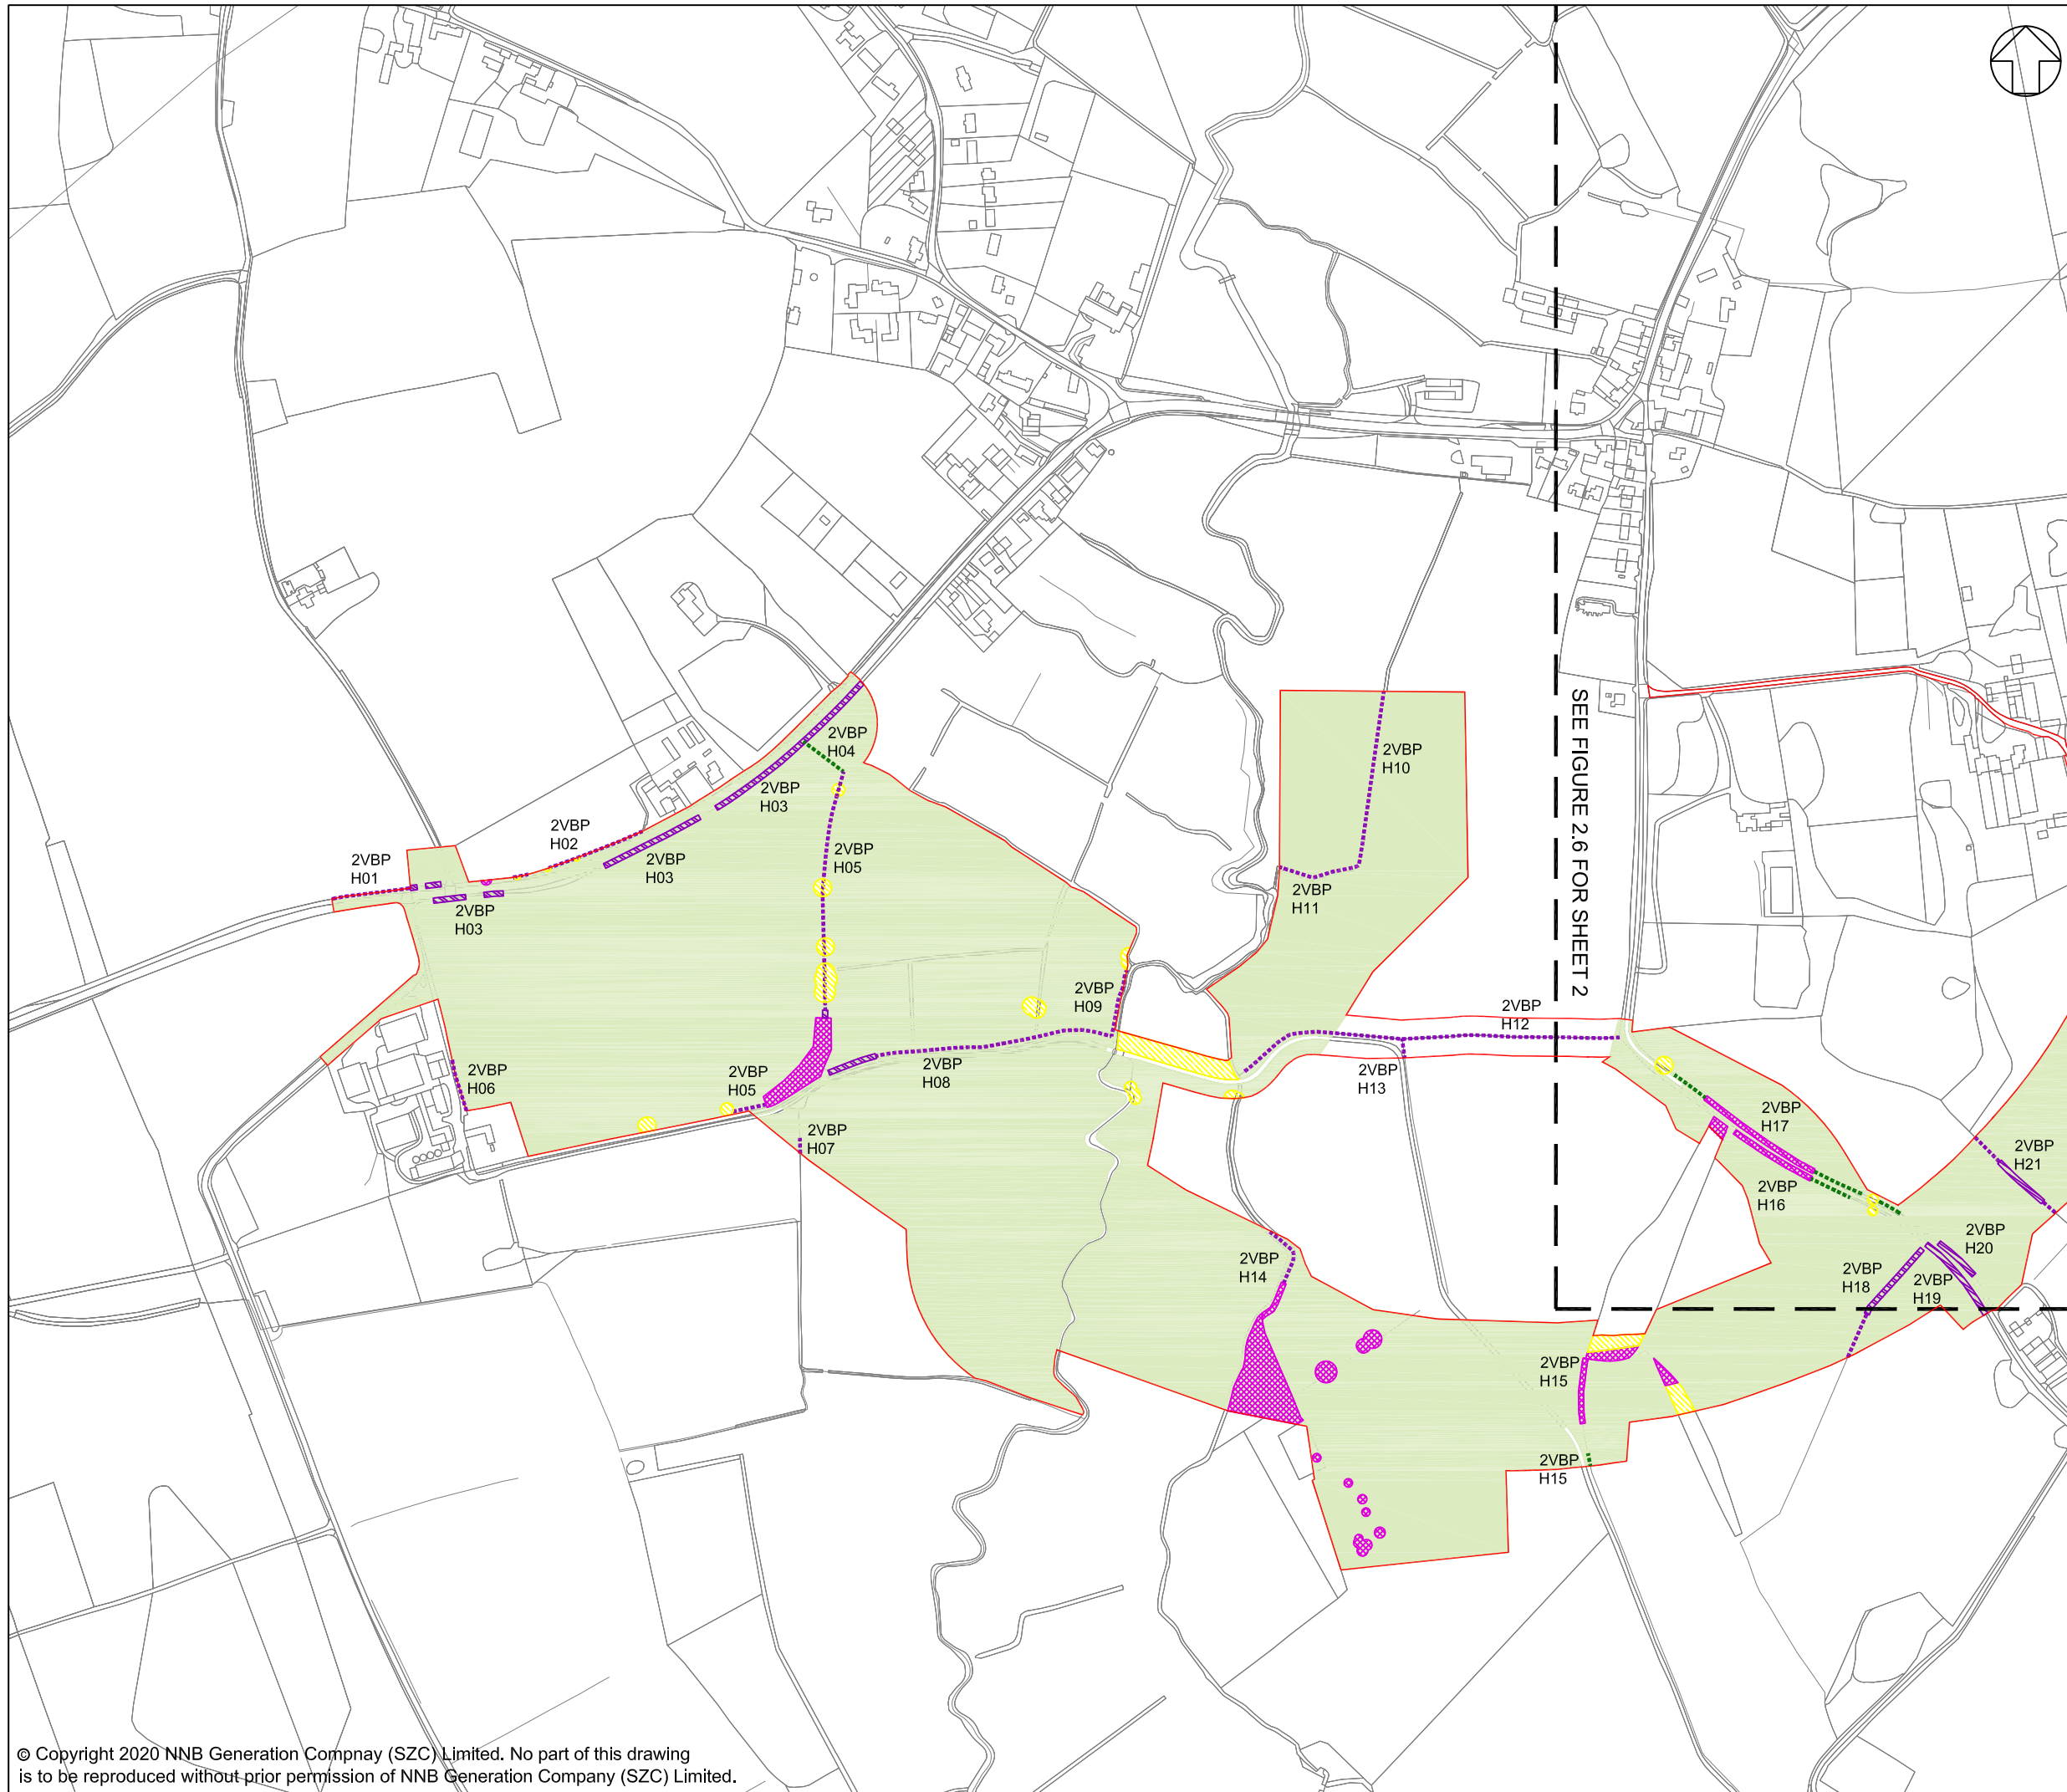 2VBP
H04
2VBP
H10
2VBP
H03
2VBP
H02
2VBP
H01
2VBP
H03
2VBP
H05
2VBP
H11
2VBP
H03
SEE FIGURE 2.6 FOR SHEET 2
2VBP
H09
2VBP
H12
2VBP
H06
2VBP
H05
2VBP
H08
2VBP
H13
2VBP
H07
2VBP
H17
2VBP
H21
2VBP
H16
2VBP
H20
2VBP
H14
2VBP
H18
2VBP
H19
2VBP
H15
2VBP
H15
© Copyright 2020 NNB Generation Compnay (SZC) Limited. No part of this drawing
is to be reproduced without prior permission of NNB Generation Company (SZC) Limited.